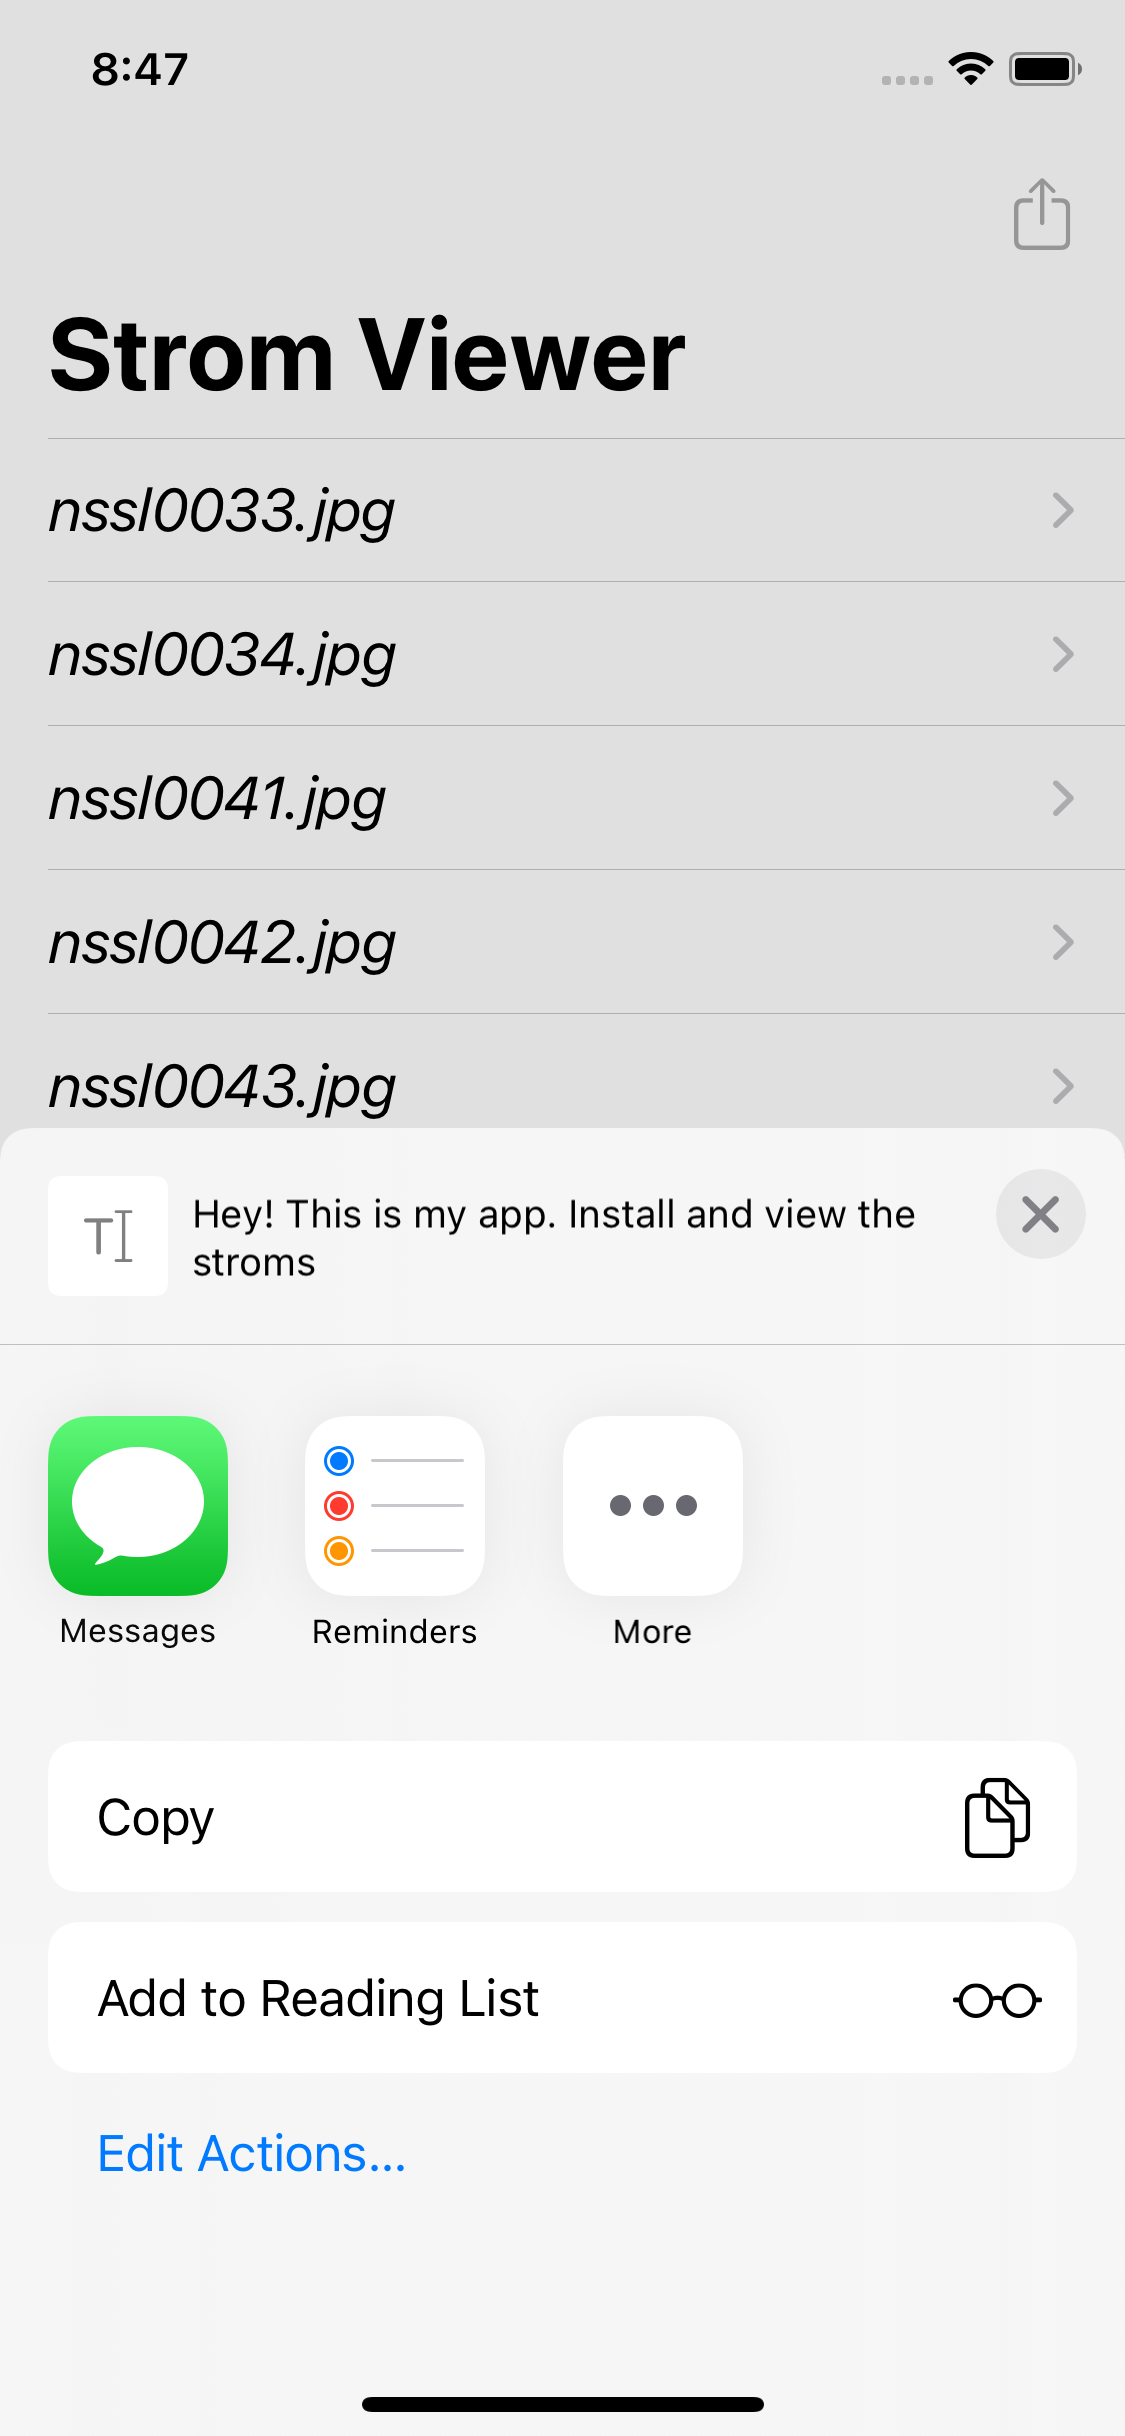 8:47
Strom Viewer
nssl0033.jpg
nssl0034.jpg
nssl0041.jpg
nssl0042.jpg
nssl0043.jpg
Hey! This is my app. Install and view the
stroms
Messages
Reminders
More
Copy
Add to Reading List
Edit Actions...